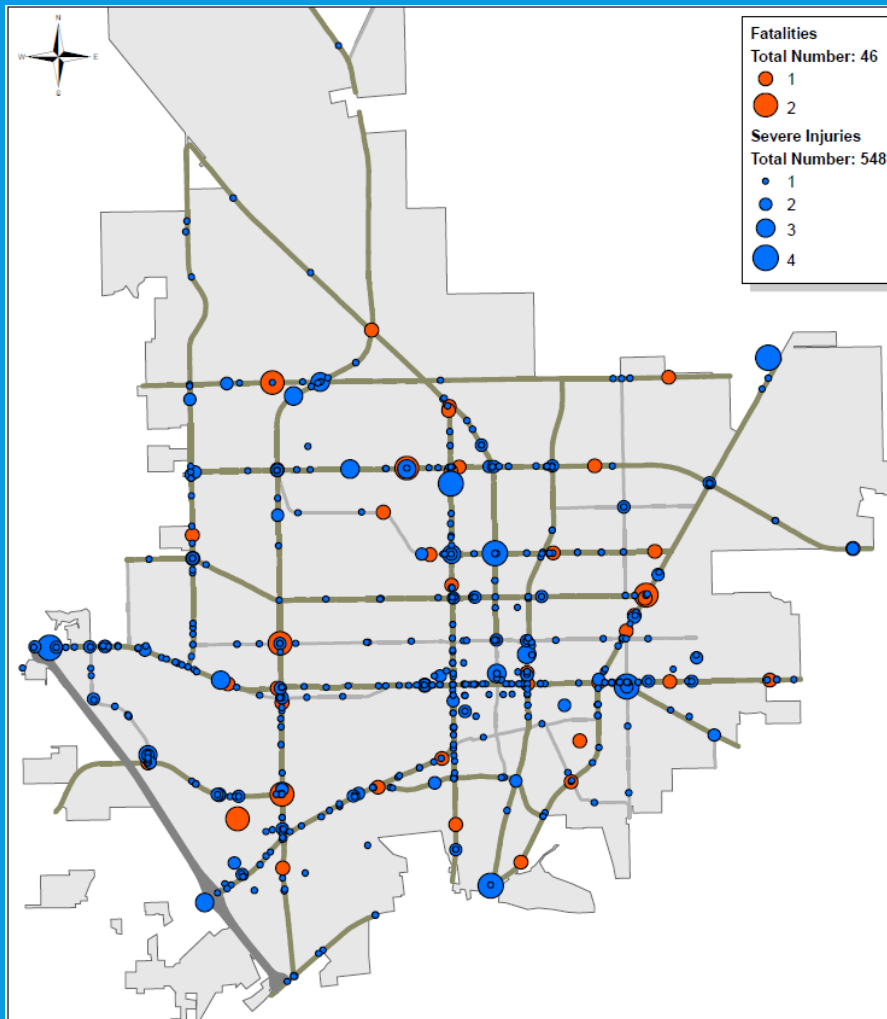 N
W
E
S
Fatalities
Total Number: 46
1
2
Severe Injuries
Total Number: 548
1
2
3
4